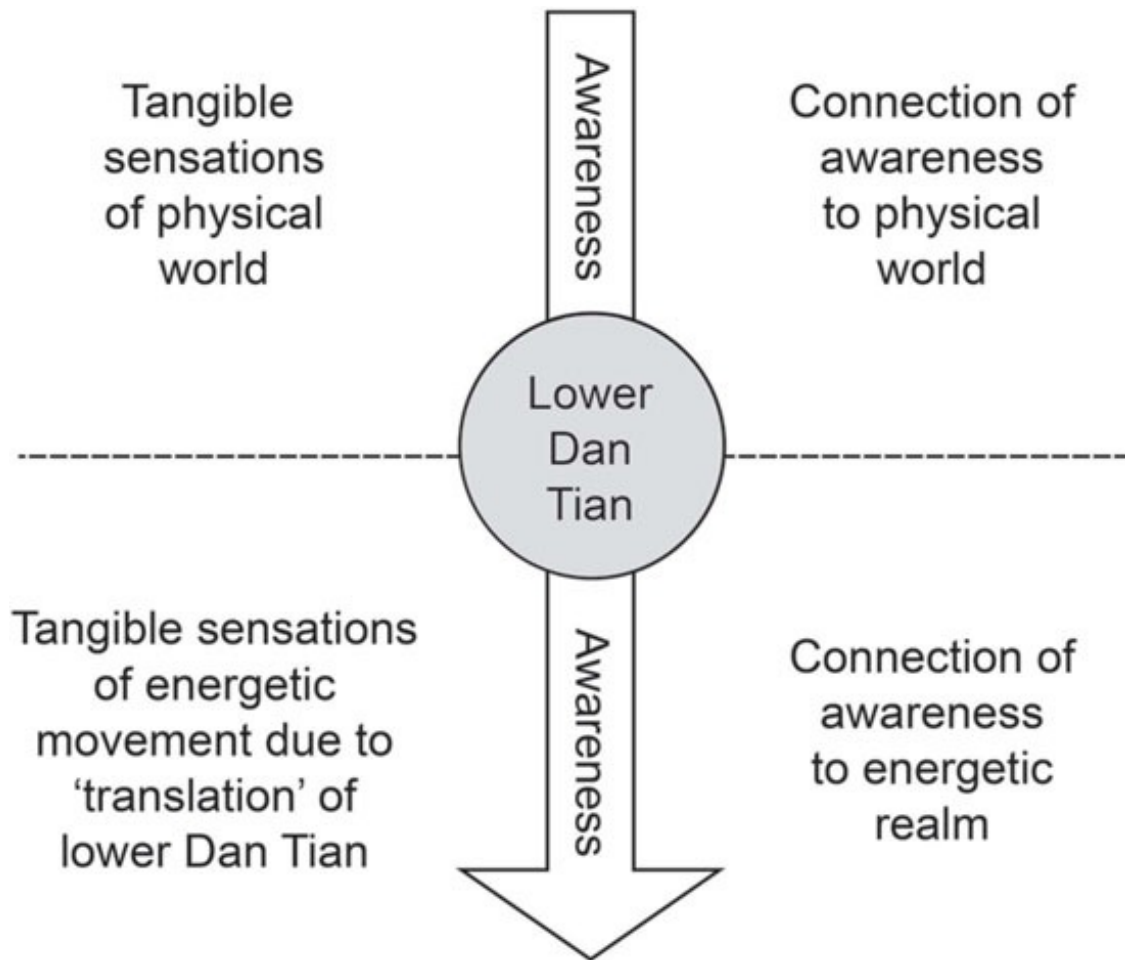 Tangible
sensations
of physical
world
Awareness
Connection of
awareness
to physical
world
Lower
Dan
Tian
Tangible sensations
of energetic
movement due to
‘translation’ of
lower Dan Tian
Awareness
Connection of
awareness
to energetic
realm